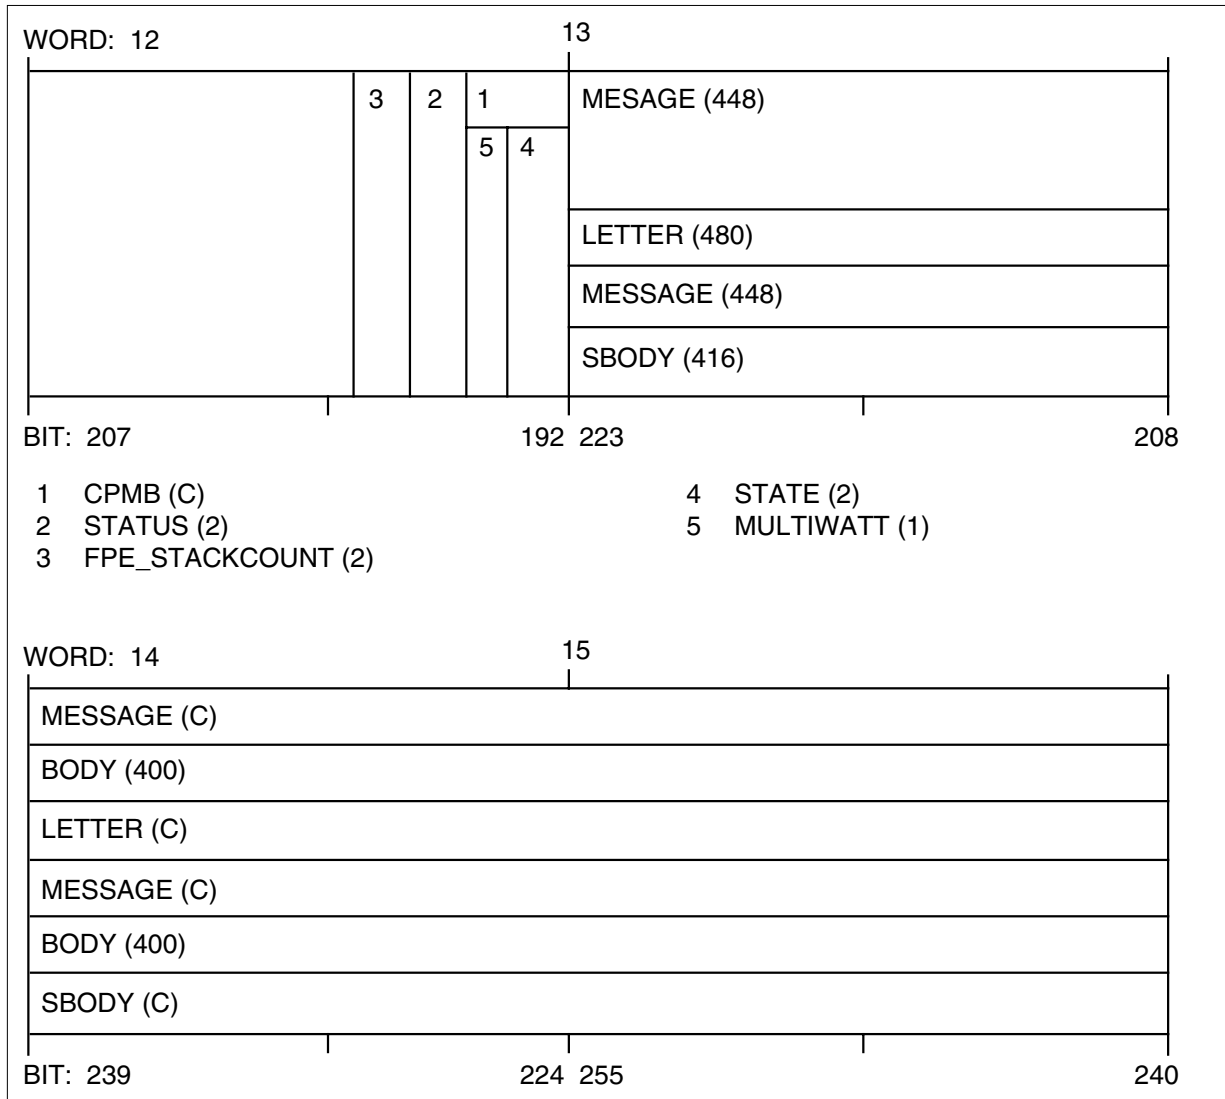 WORD: 12 13
3 2 1 MESAGE (448)
5 4
LETTER (480)
MESSAGE (448)
SBODY (416)
BIT: 207 192 223 208
1 CPMB (C) 4 STATE (2)
2 STATUS (2) 5 MULTIWATT (1)
3 FPE_STACKCOUNT (2)
WORD: 14 15
MESSAGE (C)
BODY (400)
LETTER (C)
MESSAGE (C)
BODY (400)
SBODY (C)
BIT: 239 224 255 240